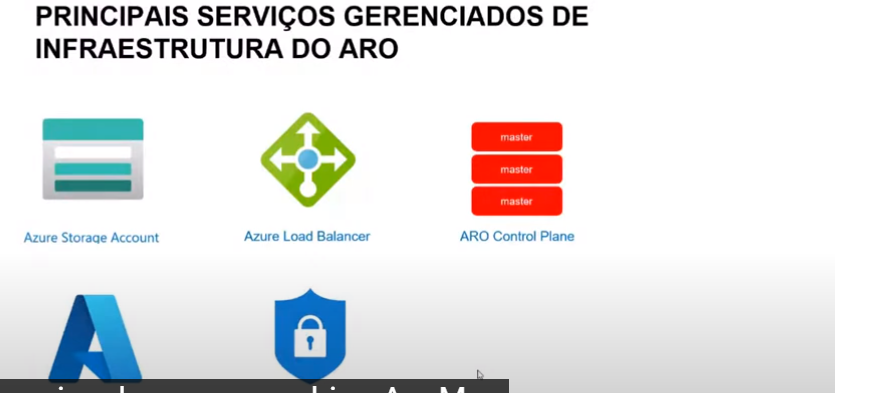 PRINCIPAIS SERVIÇOS GERENCIADOS DE
INFRAESTRUTURA DO ARO
master
master
master
Azure Storage Account
Azure Load Balancer
ARO Control Plane